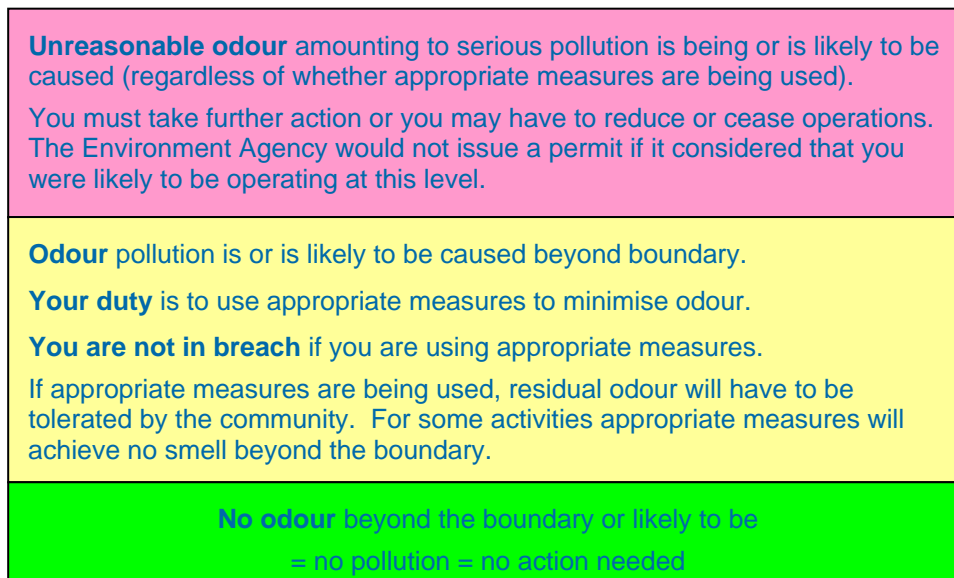 Unreasonable odour amounting to serious pollution is being or is likely to be
caused (regardless of whether appropriate measures are being used).
You must take further action or you may have to reduce or cease operations.
The Environment Agency would not issue a permit if it considered that you
were likely to be operating at this level.
Odour pollution is or is likely to be caused beyond boundary.
Your duty is to use appropriate measures to minimise odour.
You are not in breach if you are using appropriate measures.
If appropriate measures are being used, residual odour will have to be
tolerated by the community.  For some activities appropriate measures will
achieve no smell beyond the boundary.
No odour beyond the boundary or likely to be
= no pollution = no action needed